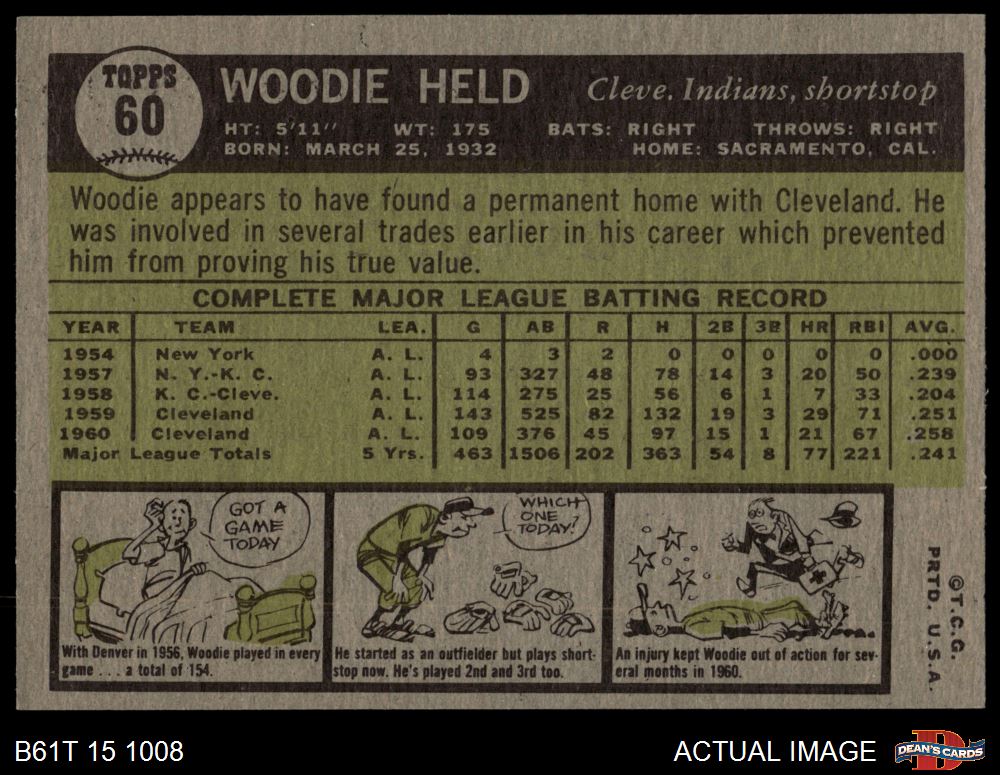 TOPPS
60
WOODIE HELD
Cleve. Indians, shortstop
HT: 5'11" WT: 175 BATS: RIGHT THROWS: RIGHT
BORN: MARCH 25, 1932 HOME: SACRAMENTO, CAL.
Woodie appears to have found a permanent home with Cleveland. He
was involved in several trades earlier in his career which prevented
him from proving his true value.
COMPLETE MAJOR LEAGUE BATTING RECORD
YEAR TEAM LEA. G AB R H 2B 3B HR RBI AVG.
1954 New York A. L. 4 3 2 0 0 0 0 0 .000
1957 N. Y.-K. C. A. L. 93 327 48 78 14 3 20 50 .239
1958 K. C.-Cleve. A. L. 114 275 25 56 6 1 7 33 .204
1959 Cleveland A. L. 143 525 82 132 19 3 29 71 .251
1960 Cleveland A. L. 109 376 45 97 15 1 21 67 .258
Major League Totals 5 Yrs. 463 1506 202 363 54 8 77 221 .241
GOT A
GAME
TODAY
With Denver in 1956, Woodie played in every
game . . . a total of 154.
WHICH
ONE
TODAY?
He started as an outfielder but plays short-
stop now. He's played 2nd and 3rd too.
An injury kept Woodie out of action for sev-
eral months in 1960.
©T.C.G.
PRTD. U.S.A.
B61T 15 1008
ACTUAL IMAGE
DEAN'S CARDS